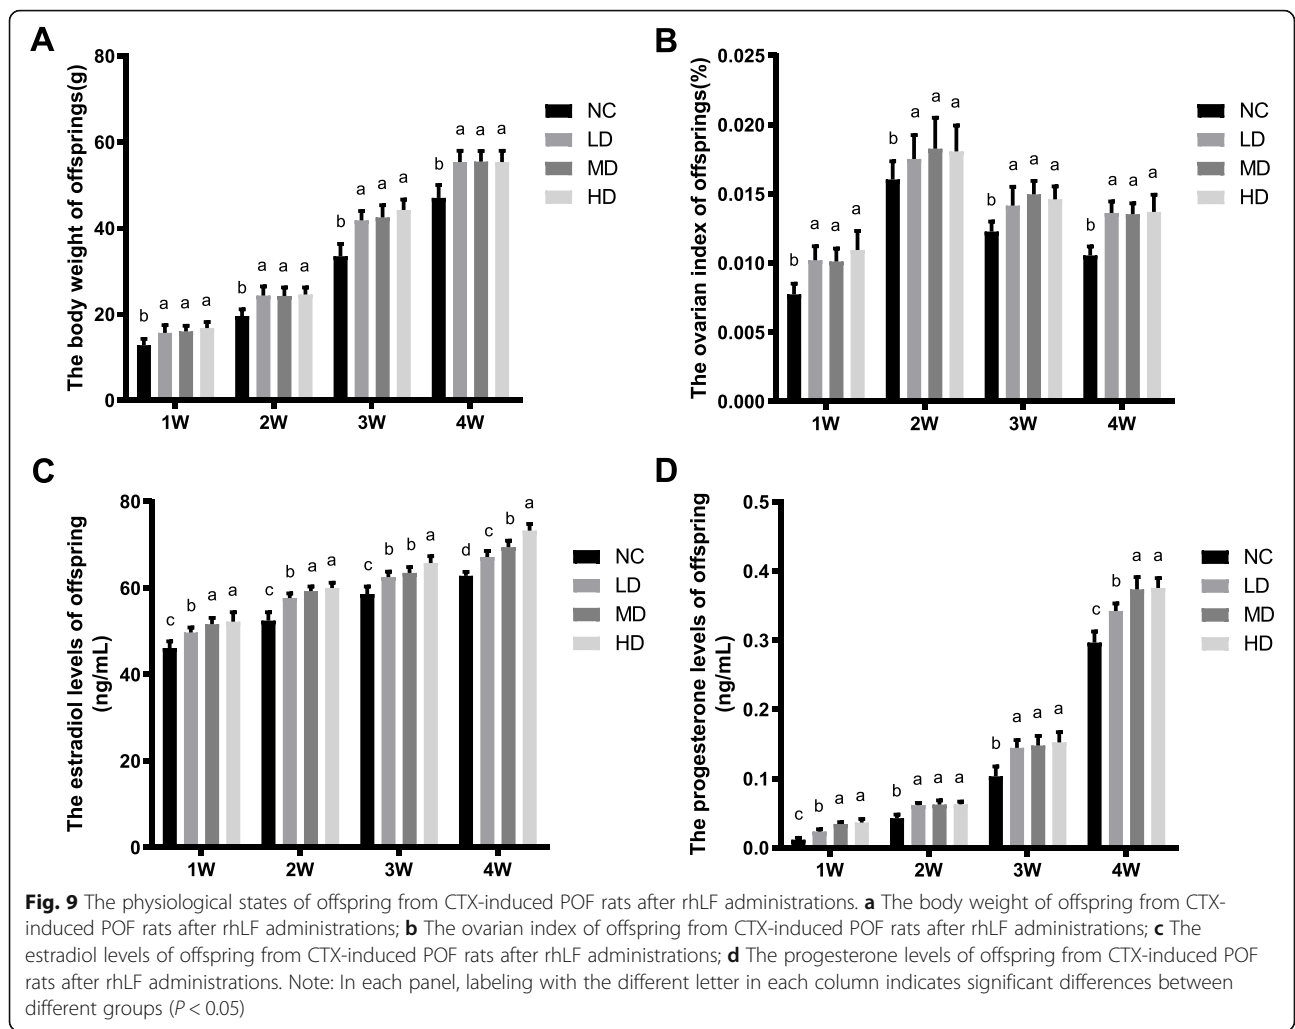 A
The body weight of offsprings(g)
80
60
40
20
0
b a a a
b a a a
b a a a
b a a a
1W 2W 3W 4W
NC
LD
MD
HD
B
The ovarian index of offsprings(%)
0.025
0.020
0.015
0.010
0.005
0.000
b a a a
b a a a
b a a a
b a a a
1W 2W 3W 4W
NC
LD
MD
HD
C
The estradiol levels of offspring
(ng/mL)
80
60
40
20
0
c b a a
c b a a
c b b a
d c b a
1W 2W 3W 4W
NC
LD
MD
HD
D
The progesterone levels of offspring
(ng/mL)
0.5
0.4
0.3
0.2
0.1
0.0
c b a a
b a a a
b a a a
c b a a
1W 2W 3W 4W
NC
LD
MD
HD
Fig. 9 The physiological states of offspring from CTX-induced POF rats after rhLF administrations. a The body weight of offspring from CTX-
induced POF rats after rhLF administrations; b The ovarian index of offspring from CTX-induced POF rats after rhLF administrations; c The
estradiol levels of offspring from CTX-induced POF rats after rhLF administrations; d The progesterone levels of offspring from CTX-induced POF
rats after rhLF administrations. Note: In each panel, labeling with the different letter in each column indicates significant differences between
different groups (P < 0.05)